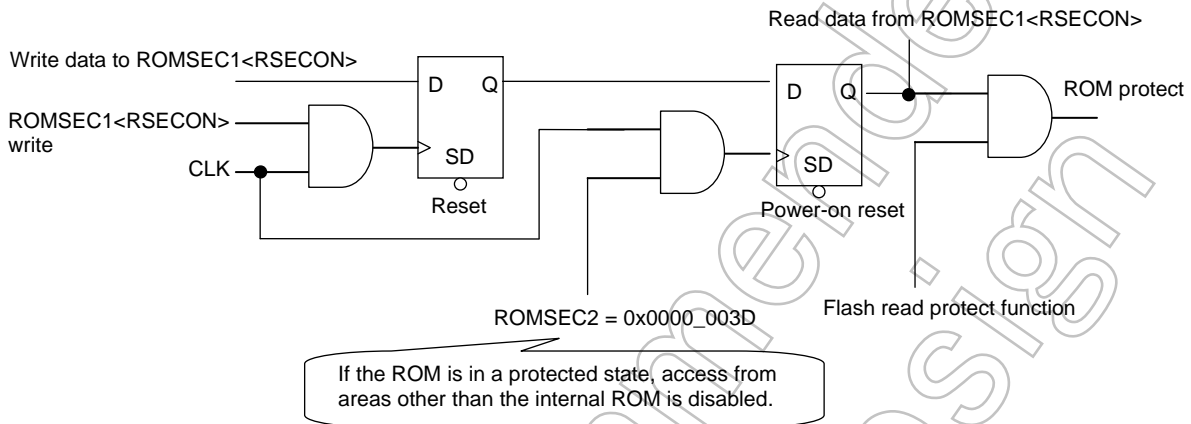 Read data from ROMSEC1<RSECON>
Write data to ROMSEC1<RSECON>
D Q
D Q
ROM protect
ROMSEC1<RSECON>
write
CLK
SD
SD
Reset
Power-on reset
ROMSEC2 = 0x0000_003D
Flash read protect function
If the ROM is in a protected state, access from
areas other than the internal ROM is disabled.